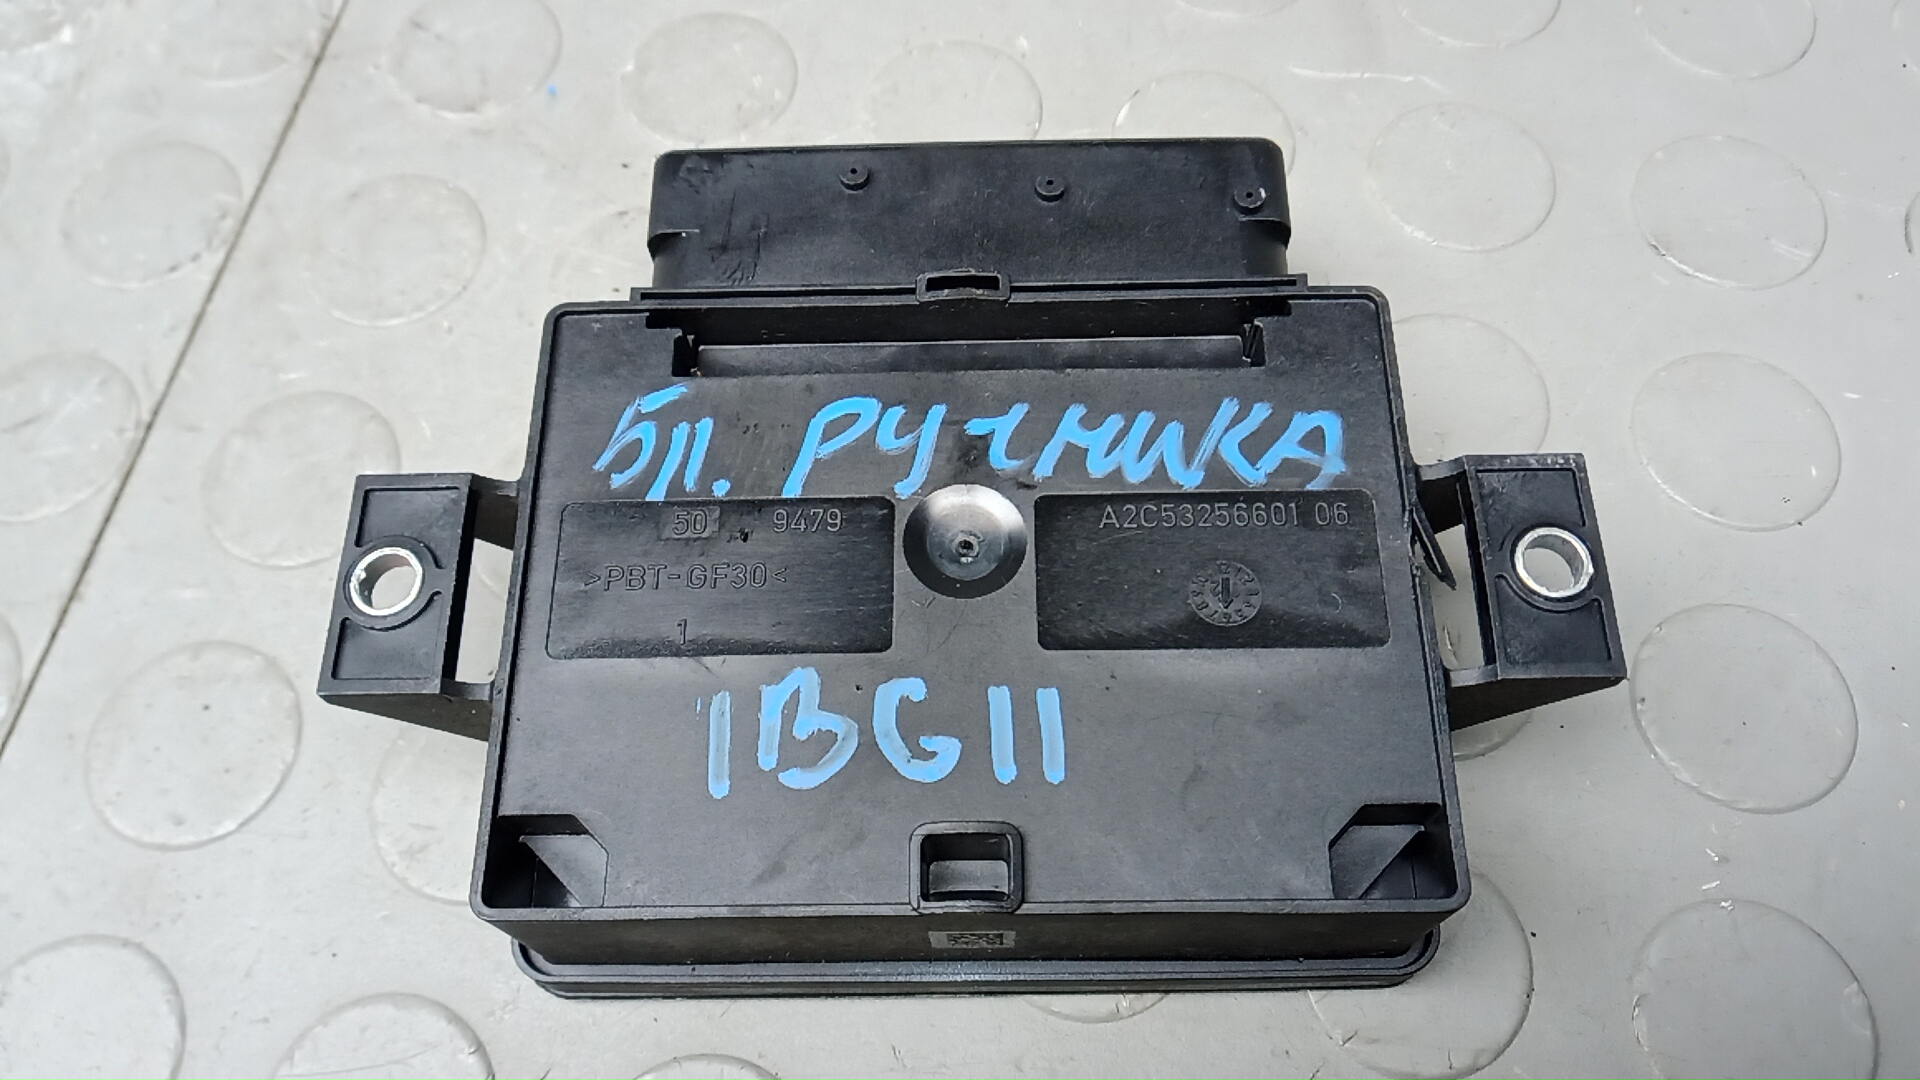 бл. РУЧНИКА
50 9479
A2C53256601 06
>PBT-GF30<
1
1BG11